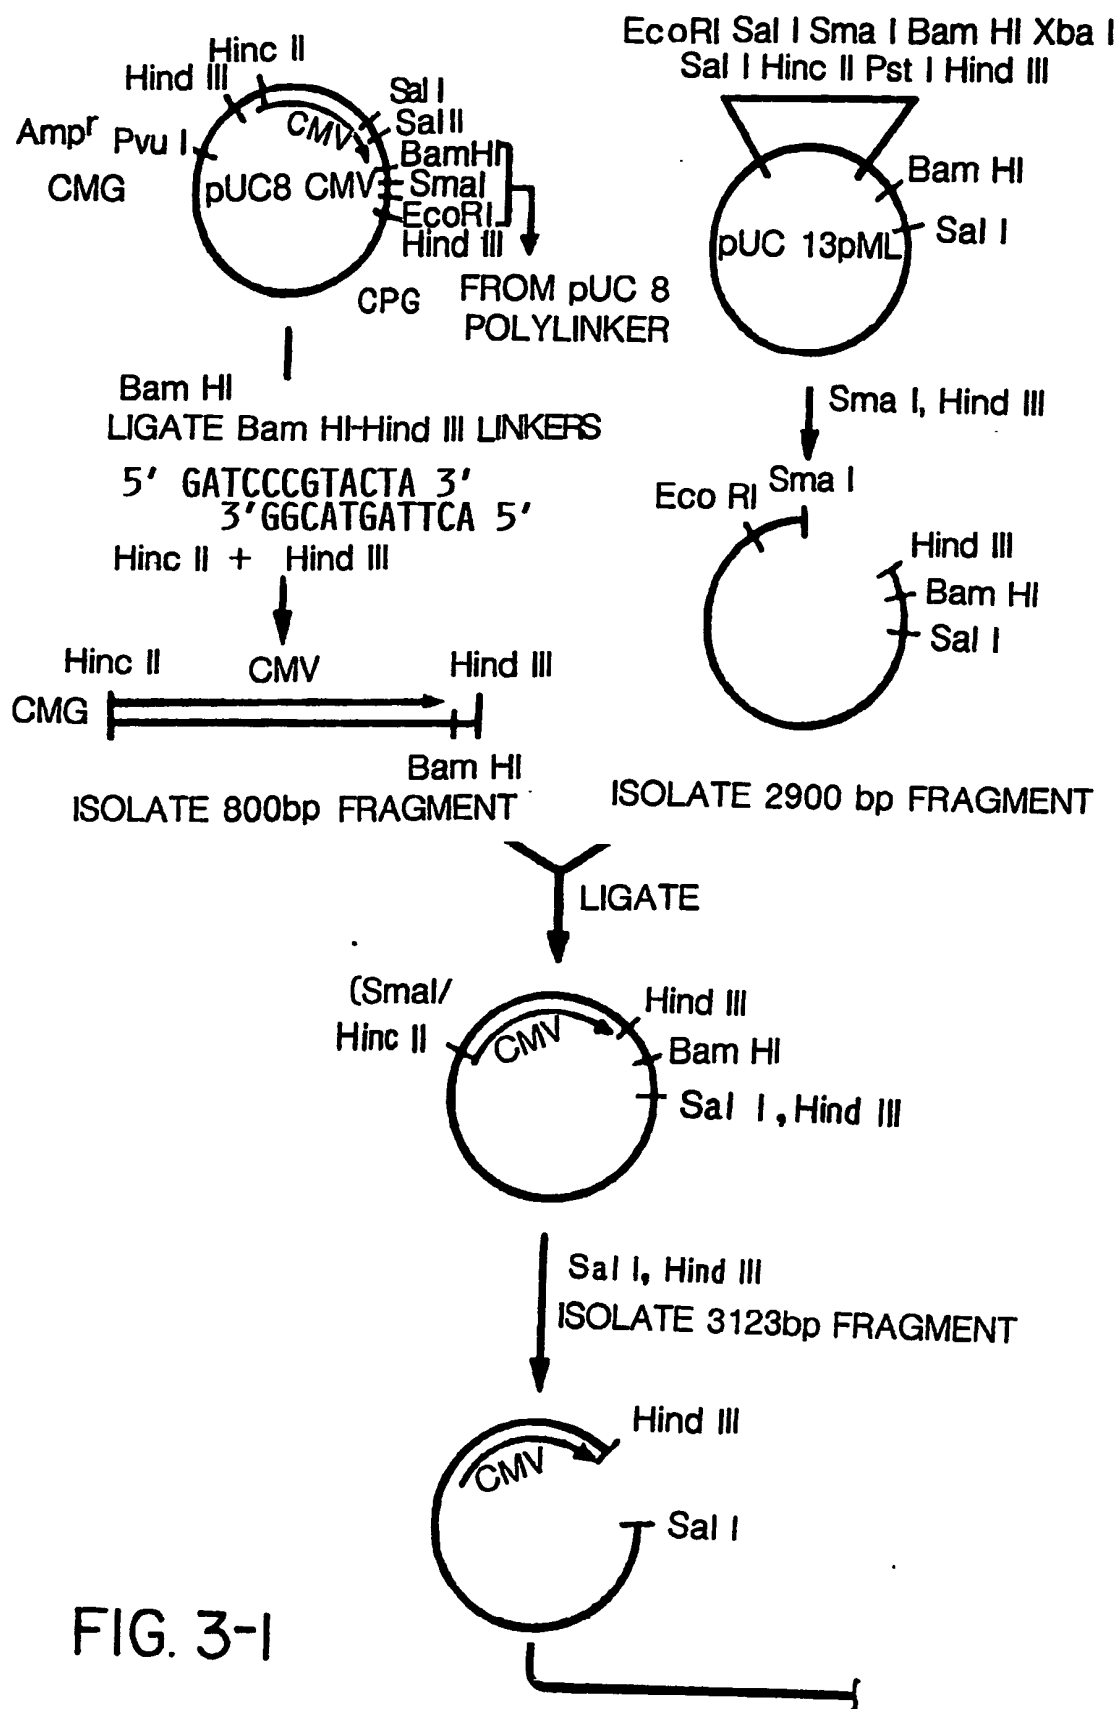 Hinc II
Hind III
Sal I
Sal II
Ampr
Pvu I
CMV
BamHI
CMG
pUC8 CMV
SmaI
EcoRI
Hind III
CPG
FROM pUC 8
POLYLINKER
EcoRI Sal I Sma I Bam HI Xba I
Sal I Hinc II Pst I Hind III
Bam HI
pUC 13pML
Sal I
Bam HI
LIGATE Bam HI-Hind III LINKERS
5' GATCCCGTACTA 3'
3'GGCATGATTCA 5'
Hinc II + Hind III
Sma I, Hind III
Eco RI
Sma I
Hind III
Bam HI
Sal I
Hinc II
CMV
Hind III
CMG
Bam HI
ISOLATE 800bp FRAGMENT
ISOLATE 2900 bp FRAGMENT
LIGATE
(SmaI/
Hinc II
CMV
Hind III
Bam HI
Sal I, Hind III
Sal I, Hind III
ISOLATE 3123bp FRAGMENT
Hind III
CMV
Sal I
FIG. 3-1